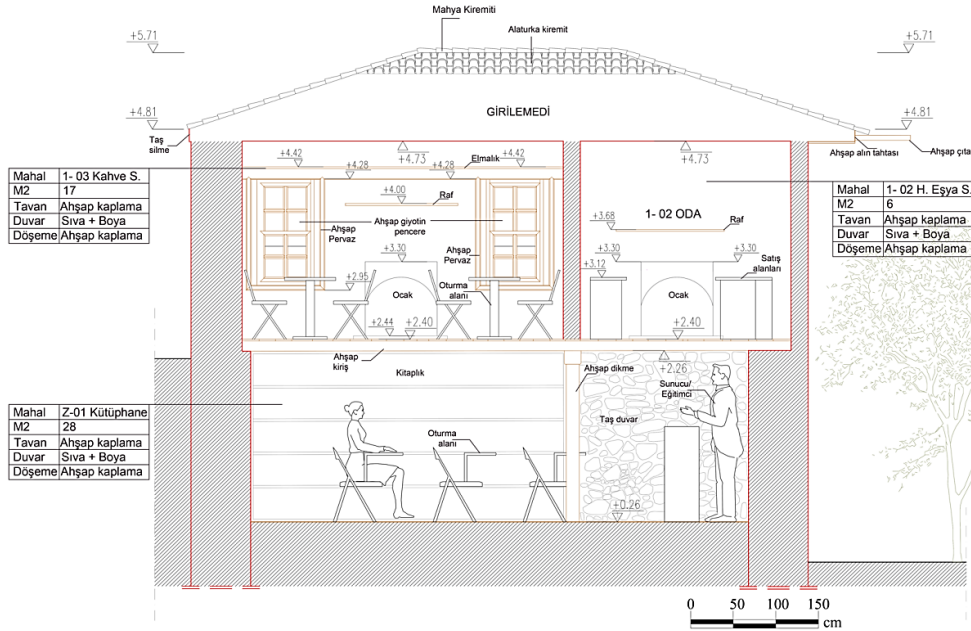 Mahya Kiremiti
Alaturka kiremit
+5.71
+5.71
GİRİLEMEDİ
+4.81
+4.81
Taş
silme
Ahşap alın tahtası
Ahşap çıta
+4.73
+4.73
+4.42
Elmalık
+4.42
+4.28
+4.28
+4.00
Raf
Mahal 1- 03 Kahve S.
M2 17
Tavan Ahşap kaplama
Duvar Sıva + Boya
Döşeme Ahşap kaplama
Mahal 1- 02 H. Eşya S.
M2 6
Tavan Ahşap kaplama
Duvar Sıva + Boya
Döşeme Ahşap kaplama
Ahşap giyotin
pencere
Ahşap
Pervaz
Ahşap
Pervaz
1- 02 ODA
+3.68
Raf
+3.30
+3.30
+3.30
+3.12
Satış
alanları
+2.95
Oturma
alanı
Ocak
Ocak
+2.44
+2.40
+2.40
Ahşap
kiriş
Kitaplık
Ahşap dikme
+2.26
Sunucu/
Eğitimci
Taş duvar
Mahal Z-01 Kütüphane
M2 28
Tavan Ahşap kaplama
Duvar Sıva + Boya
Döşeme Ahşap kaplama
Oturma
alanı
+0.26
0 50 100 150
cm